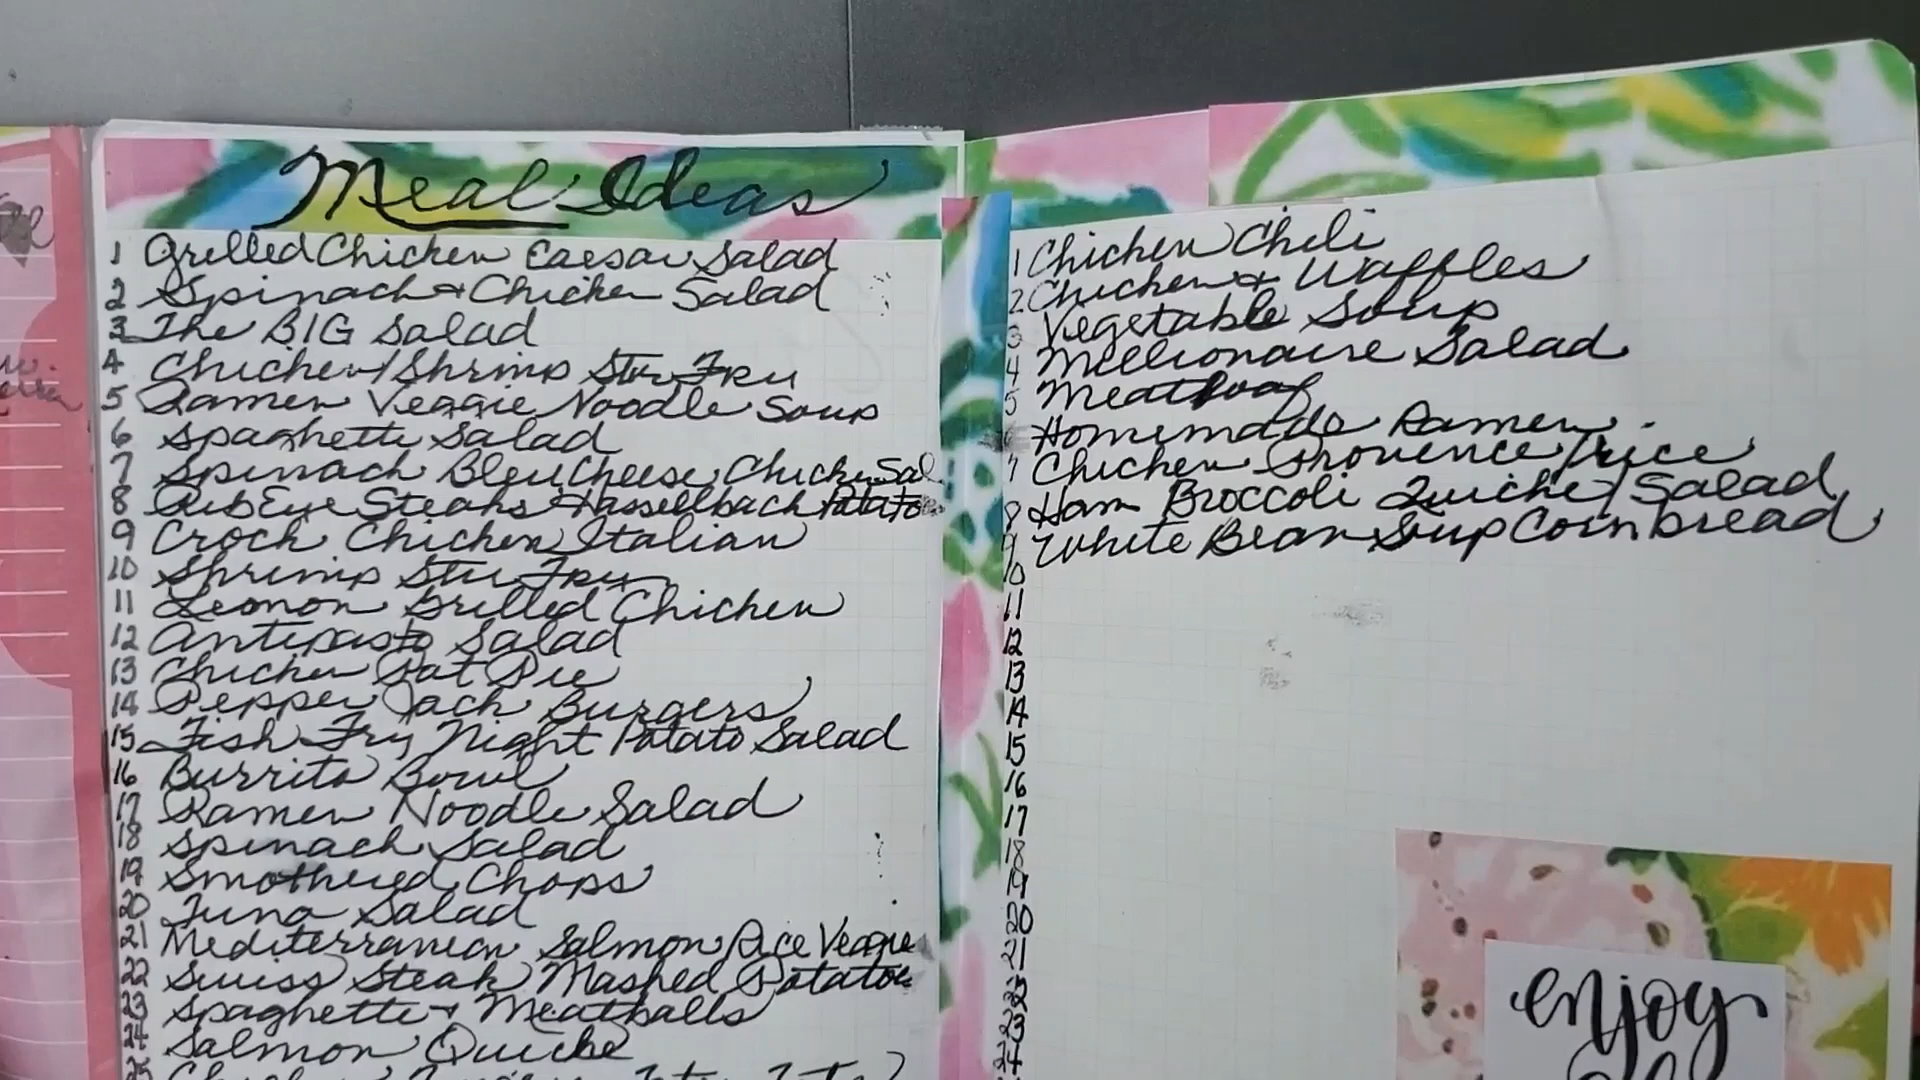 Meal Ideas
1 Grilled Chicken Caesar Salad
2 Spinach + Chicken Salad
3 The BIG Salad
4 Chicken/Shrimp Stir Fry
5 Ramen Veggie Noodle Soup
6 Spaghetti Salad
7 Spinach Bleu Cheese Chicken Sal
8 RibEye Steaks Hassellback Potato
9 Crock Chicken Italian
10 Shrimp Stir Fry
11 Lemon Grilled Chicken
12 Antipasto Salad
13 Chicken Pot Pie
14 Pepper Jack Burgers
15 Fish Fry Night Potato Salad
16 Burrito Bowl
17 Ramen Noodle Salad
18 Spinach Salad
19 Smothered Chops
20 Tuna Salad
21 Mediterranean Salmon Rice Veggie
22 Swiss Steak Mashed Potatoe
23 Spaghetti + Meatballs
24 Salmon Quiche
25
1 Chicken Chili
2 Chicken + Waffles
3 Vegetable Soup
4 Millionaire Salad
5 Meatloaf
6 Homemade Ramen
7 Chicken Provence/rice
8 Ham Broccoli Quiche/Salad
9 White Bean Soup Cornbread
10
11
12
13
14
15
16
17
18
19
20
21
22
23
24
enjoy